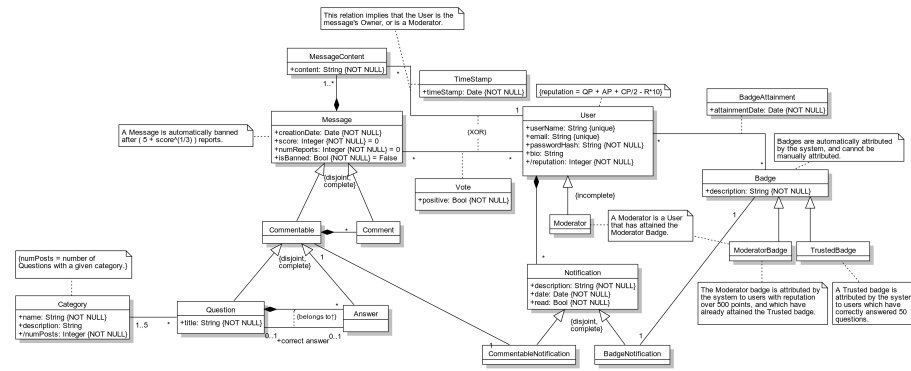 This relation implies that the User is the
message's Owner, or is a Moderator.
MessageContent
+content: String {NOT NULL}
*
1..*
TimeStamp
+timeStamp: Date {NOT NULL}
{reputation = QP + AP + CP/2 - R*10}
BadgeAttainment
+attainmentDate: Date {NOT NULL}
1
Message
+creationDate: Date {NOT NULL}
+score: Integer {NOT NULL} = 0
+numReports: Integer {NOT NULL} = 0
+isBanned: Bool {NOT NULL} = False
A Message is automatically banned
after ( 5 + score^(1/3) ) reports.
{XOR}
*
*
User
+userName: String {unique}
+email: String {unique}
+passwordHash: String {NOT NULL}
+bio: String
+/reputation: Integer {NOT NULL}
*
Badges are automatically attributed
by the system, and cannot be
manually attributed.
*
Badge
+description: String {NOT NULL}
1
{disjoint,
complete}
Vote
+positive: Bool {NOT NULL}
{incomplete}
Moderator
A Moderator is a User
that has attained the
Moderator Badge.
Commentable
*
Comment
1
ModeratorBadge
TrustedBadge
{numPosts = number of
Questions with a given category.}
{disjoint,
complete}
*
Notification
+description: String {NOT NULL}
+date: Date {NOT NULL}
+read: Bool {NOT NULL}
The Moderator badge is attributed by
the system to users with reputation
over 500 points, and which have
already attained the Trusted badge.
A Trusted badge is
attributed by the system
to users which have
correctly answered 50
questions.
Category
+name: String {NOT NULL}
+description: String
+/numPosts: Integer {NOT NULL}
1..5
*
Question
+title: String {NOT NULL}
*
{belongs to↑}
Answer
0..1
+correct answer
0..1
{disjoint,
complete}
1
CommentableNotification
1
BadgeNotification